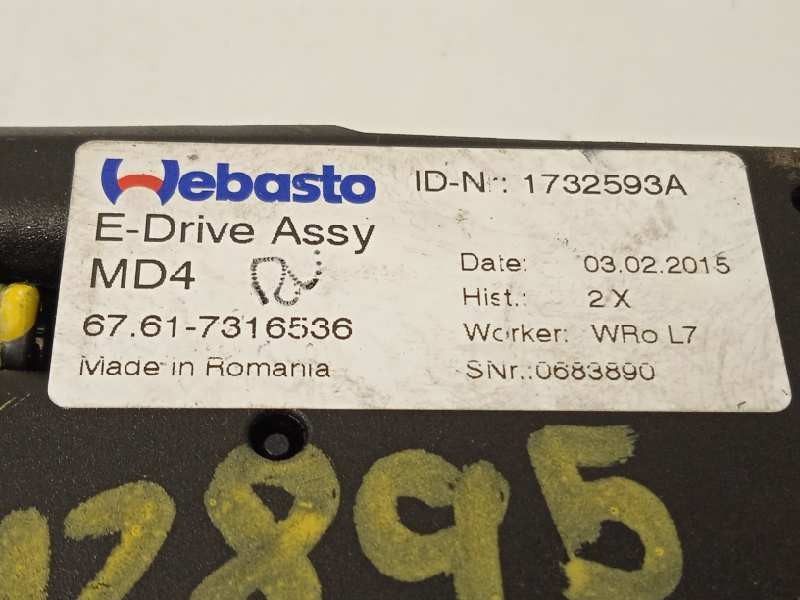 Webasto
ID-Nr: 1732593A
E-Drive Assy
MD4
67.61-7316536
Made in Romania
Date: 03.02.2015
Hist.: 2 X
Worker: WRo L7
SNr.:0683890
12895